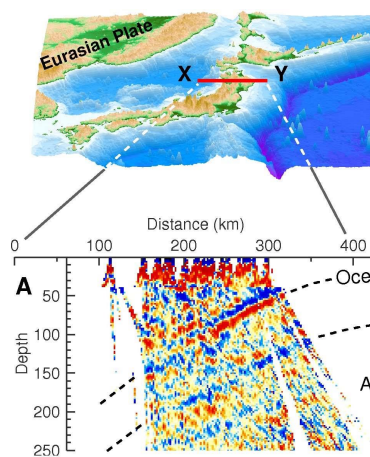 Eurasian Plate
X Y
Distance (km)
0 100 200 300 400
A
Oce
50
100
150
200
250
Depth
A